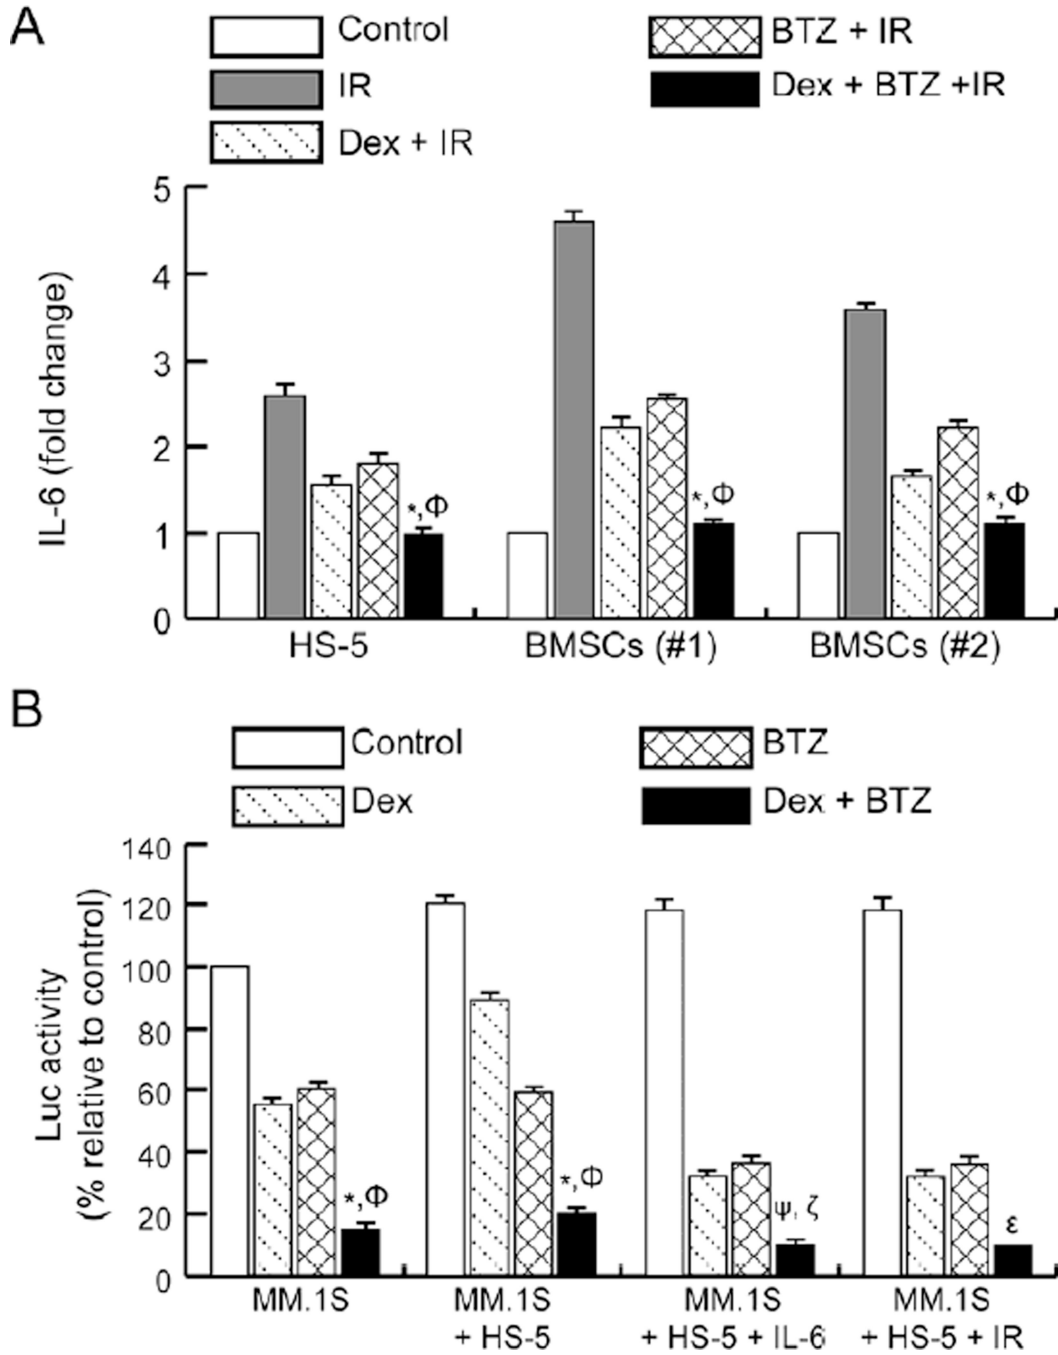 A
Control
IR
Dex + IR
BTZ + IR
Dex + BTZ +IR
IL-6 (fold change)
5
4
3
2
1
0
*,Φ
*,Φ
*,Φ
HS-5
BMSCs (#1)
BMSCs (#2)
B
Control
Dex
BTZ
Dex + BTZ
Luc activity
(% relative to control)
140
120
100
80
60
40
20
0
*,Φ
*,Φ
ψ, ζ
ε
MM.1S
MM.1S
+ HS-5
MM.1S
+ HS-5 + IL-6
MM.1S
+ HS-5 + IR